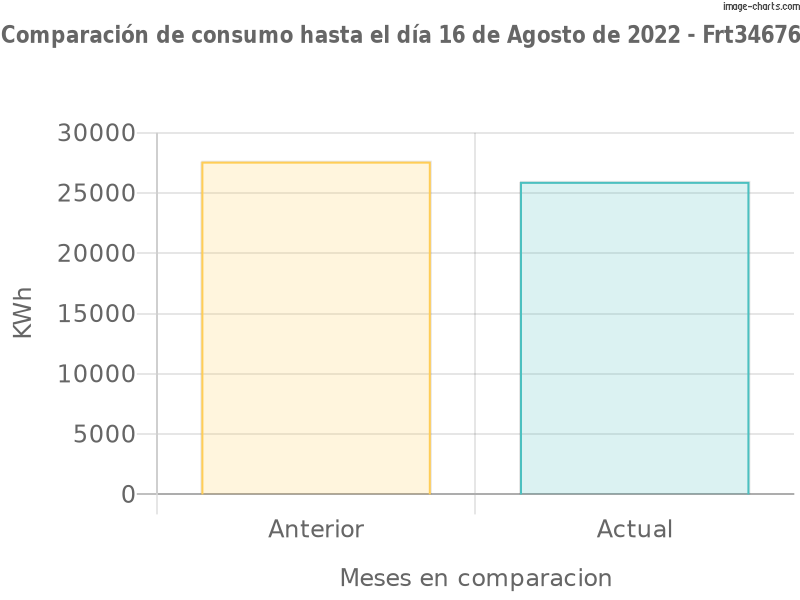 image-charts.com
Comparación de consumo hasta el día 16 de Agosto de 2022 - Frt34676
30000
25000
20000
15000
10000
5000
0
KWh
Anterior
Actual
Meses en comparacion